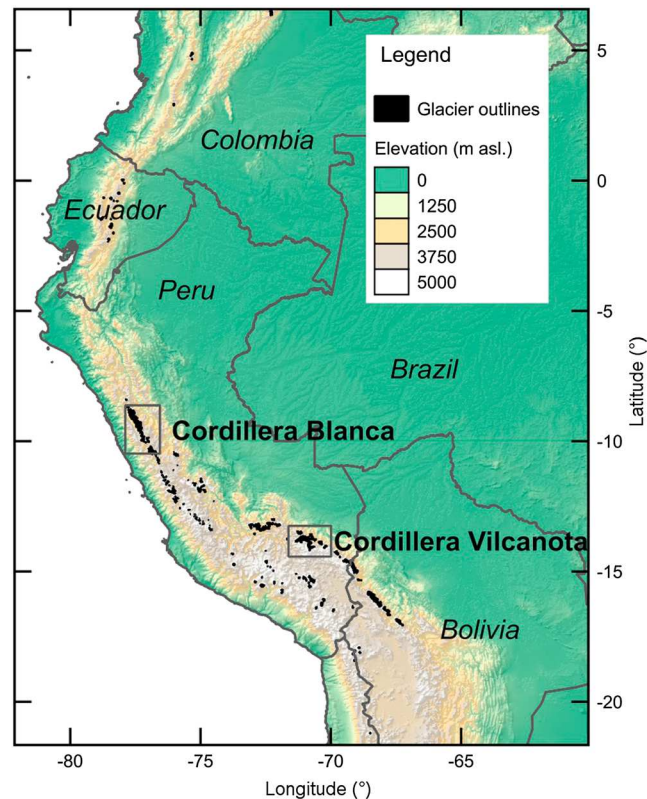 Legend
Glacier outlines
Elevation (m asl.)
0
1250
2500
3750
5000
Colombia
Ecuador
Peru
Brazil
Cordillera Blanca
Cordillera Vilcanota
Bolivia
5
0
-5
-10
-15
-20
Latitude (°)
-80
-75
-70
-65
Longitude (°)